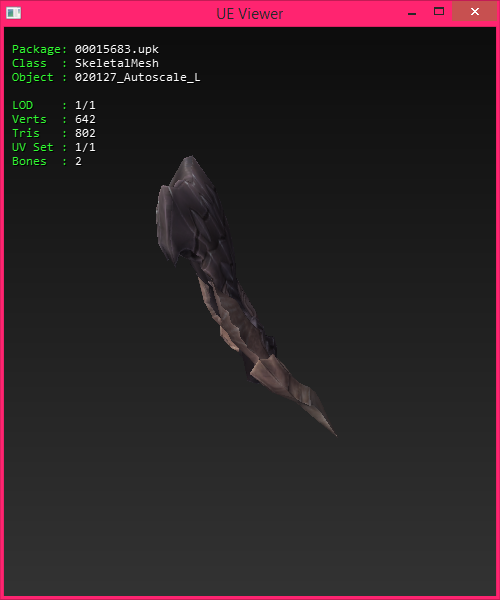 UE Viewer
Package: 00015683.upk
Class  : SkeletalMesh
Object : 020127_Autoscale_L
LOD    : 1/1
Verts  : 642
Tris   : 802
UV Set : 1/1
Bones  : 2